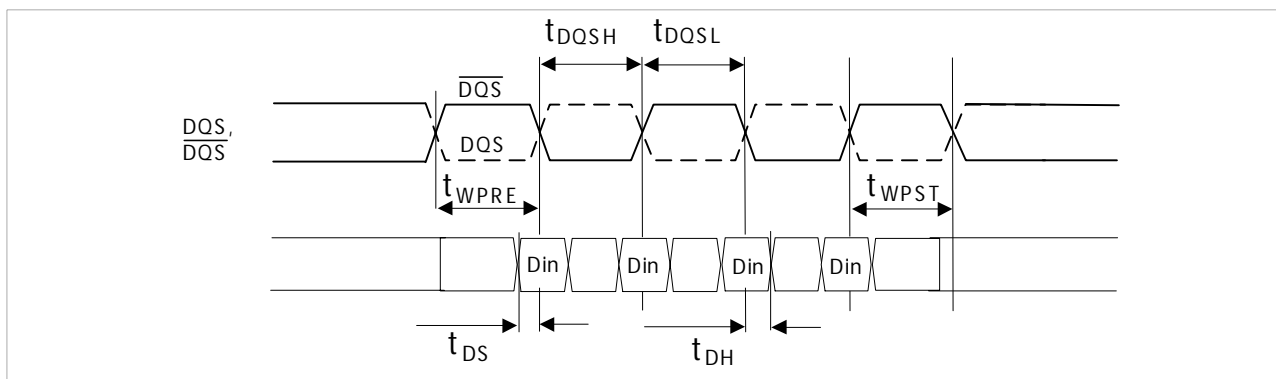 tDQSH tDQSL
DQS
DQS,
DQS
DQS
tWPRE
tWPST
Din Din Din Din
tDS
tDH